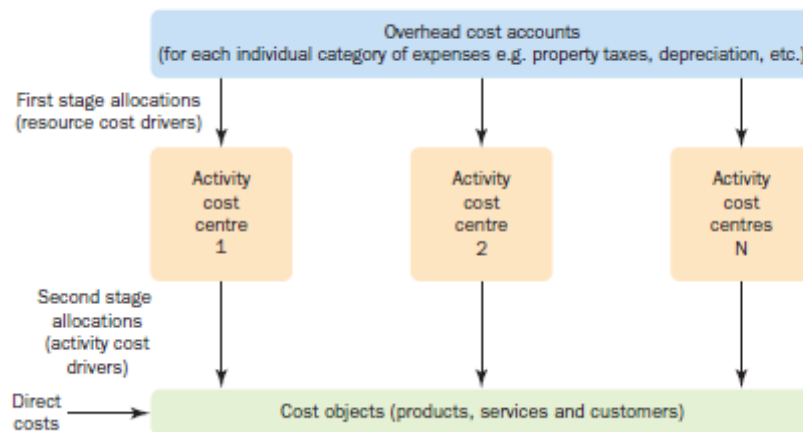 Overhead cost accounts
(for each individual category of expenses e.g. property taxes, depreciation, etc.)
First stage allocations
(resource cost drivers)
Activity
cost
centre
1
Activity
cost
centre
2
Activity
cost
centres
N
Second stage
allocations
(activity cost
drivers)
Direct
costs
Cost objects (products, services and customers)